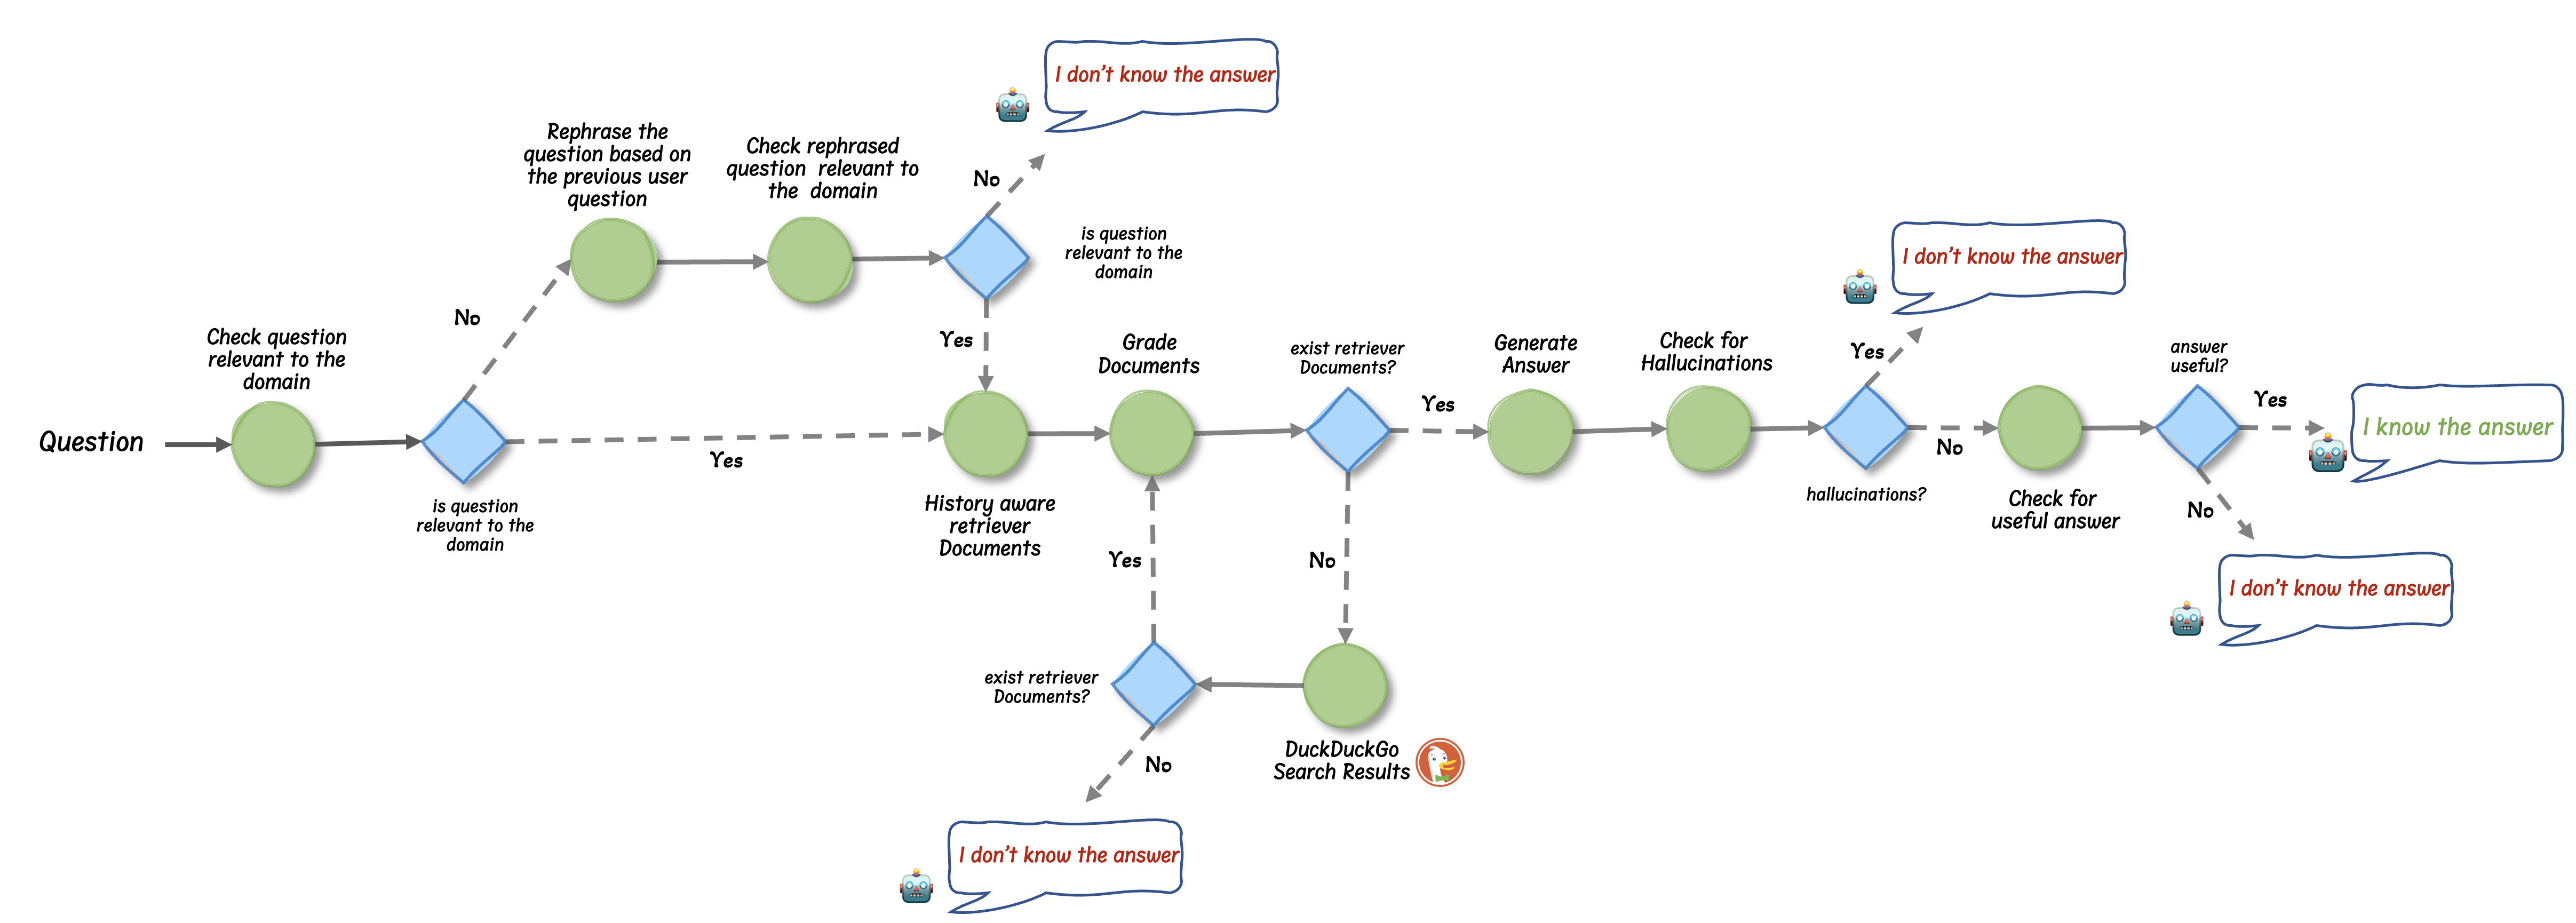 I don't know the answer
Rephrase the
question based on
the previous user
question
Check rephrased
question relevant to
the domain
No
is question
relevant to the
domain
I don't know the answer
No
Check question
relevant to the
domain
Yes
Grade
Documents
exist retriever
Documents?
Generate
Answer
Check for
Hallucinations
Yes
answer
useful?
Question
Yes
is question
relevant to the
domain
History aware
retriever
Documents
Yes
hallucinations?
No
Check for
useful answer
Yes
I know the answer
No
I don't know the answer
Yes
No
exist retriever
Documents?
DuckDuckGo
Search Results
No
I don't know the answer